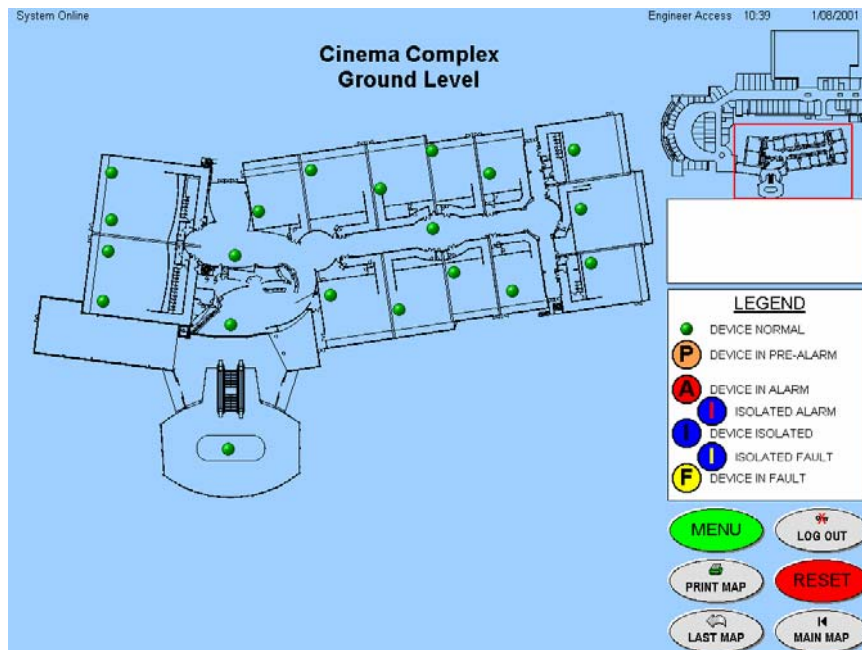 System Online
Engineer Access 10:39 1/08/2001
Cinema Complex
Ground Level
LEGEND
DEVICE NORMAL
P DEVICE IN PRE-ALARM
A DEVICE IN ALARM
I ISOLATED ALARM
I DEVICE ISOLATED
I ISOLATED FAULT
F DEVICE IN FAULT
MENU
LOG OUT
PRINT MAP
RESET
LAST MAP
MAIN MAP